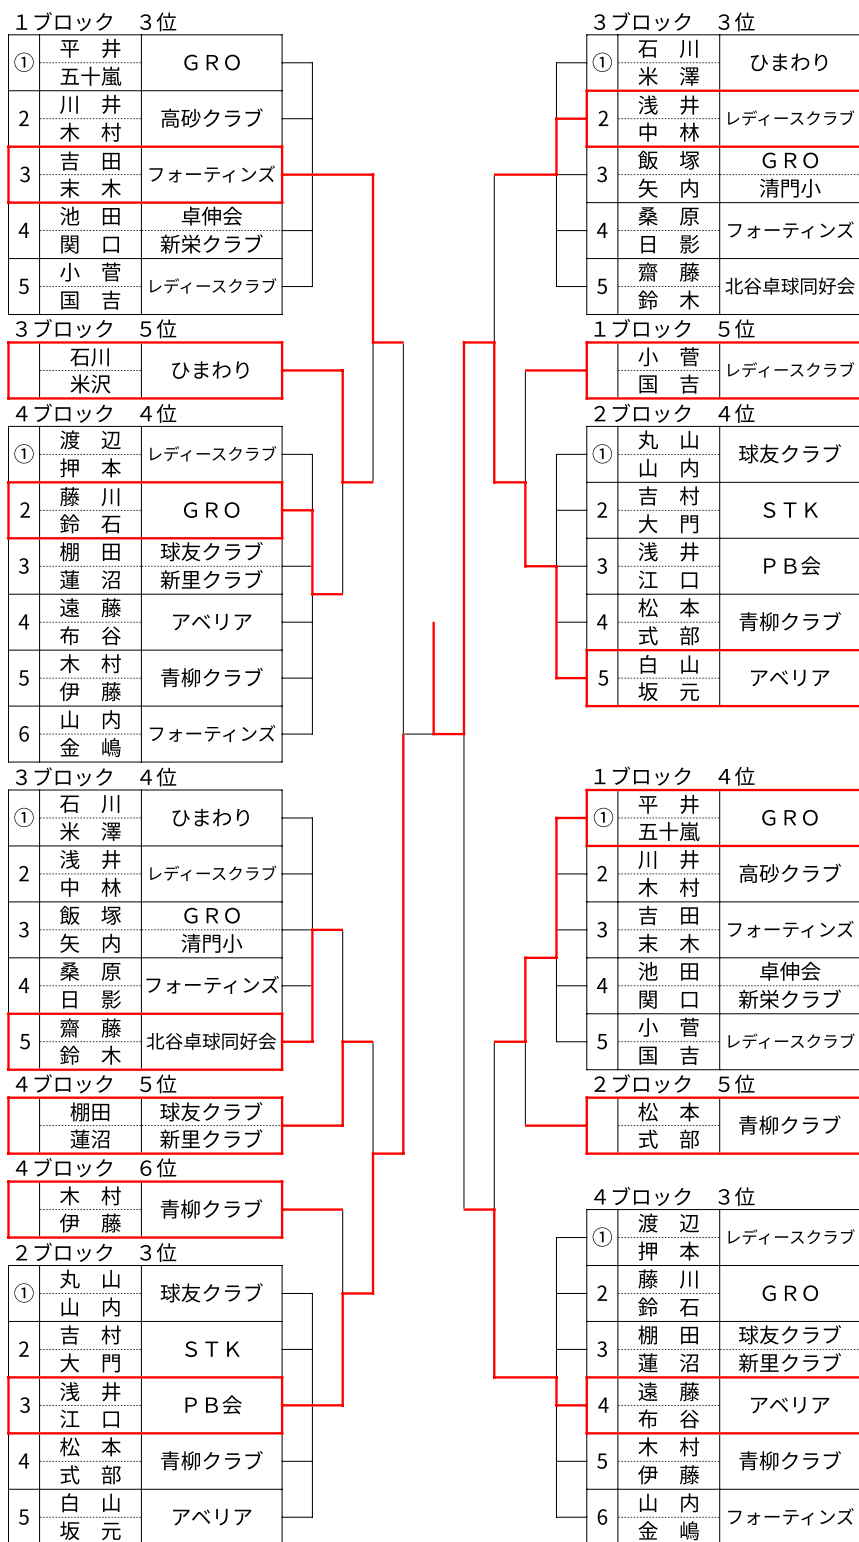 １ブロック　３位
①
平　井
五十嵐
ＧＲＯ
2
川　井
木　村
高砂クラブ
3
吉　田
末　木
フォーティンズ
4
池　田
関　口
卓伸会
新栄クラブ
5
小　菅
国　吉
レディースクラブ
３ブロック　５位
石川
米沢
ひまわり
４ブロック　４位
①
渡　辺
押　本
レディースクラブ
2
藤　川
鈴　石
ＧＲＯ
3
棚　田
蓮　沼
球友クラブ
新里クラブ
4
遠　藤
布　谷
アベリア
5
木　村
伊　藤
青柳クラブ
6
山　内
金　嶋
フォーティンズ
３ブロック　４位
①
石　川
米　澤
ひまわり
2
浅　井
中　林
レディースクラブ
3
飯　塚
矢　内
ＧＲＯ
清門小
4
桑　原
日　影
フォーティンズ
5
齋　藤
鈴　木
北谷卓球同好会
４ブロック　５位
棚田
蓮沼
球友クラブ
新里クラブ
４ブロック　６位
木　村
伊　藤
青柳クラブ
２ブロック　３位
①
丸　山
山　内
球友クラブ
2
吉　村
大　門
ＳＴＫ
3
浅　井
江　口
ＰＢ会
4
松　本
式　部
青柳クラブ
5
白　山
坂　元
アベリア
３ブロック　３位
①
石　川
米　澤
ひまわり
2
浅　井
中　林
レディースクラブ
3
飯　塚
矢　内
ＧＲＯ
清門小
4
桑　原
日　影
フォーティンズ
5
齋　藤
鈴　木
北谷卓球同好会
１ブロック　５位
小　菅
国　吉
レディースクラブ
２ブロック　４位
①
丸　山
山　内
球友クラブ
2
吉　村
大　門
ＳＴＫ
3
浅　井
江　口
ＰＢ会
4
松　本
式　部
青柳クラブ
5
白　山
坂　元
アベリア
１ブロック　４位
①
平　井
五十嵐
ＧＲＯ
2
川　井
木　村
高砂クラブ
3
吉　田
末　木
フォーティンズ
4
池　田
関　口
卓伸会
新栄クラブ
5
小　菅
国　吉
レディースクラブ
２ブロック　５位
松　本
式　部
青柳クラブ
４ブロック　３位
①
渡　辺
押　本
レディースクラブ
2
藤　川
鈴　石
ＧＲＯ
3
棚　田
蓮　沼
球友クラブ
新里クラブ
4
遠　藤
布　谷
アベリア
5
木　村
伊　藤
青柳クラブ
6
山　内
金　嶋
フォーティンズ